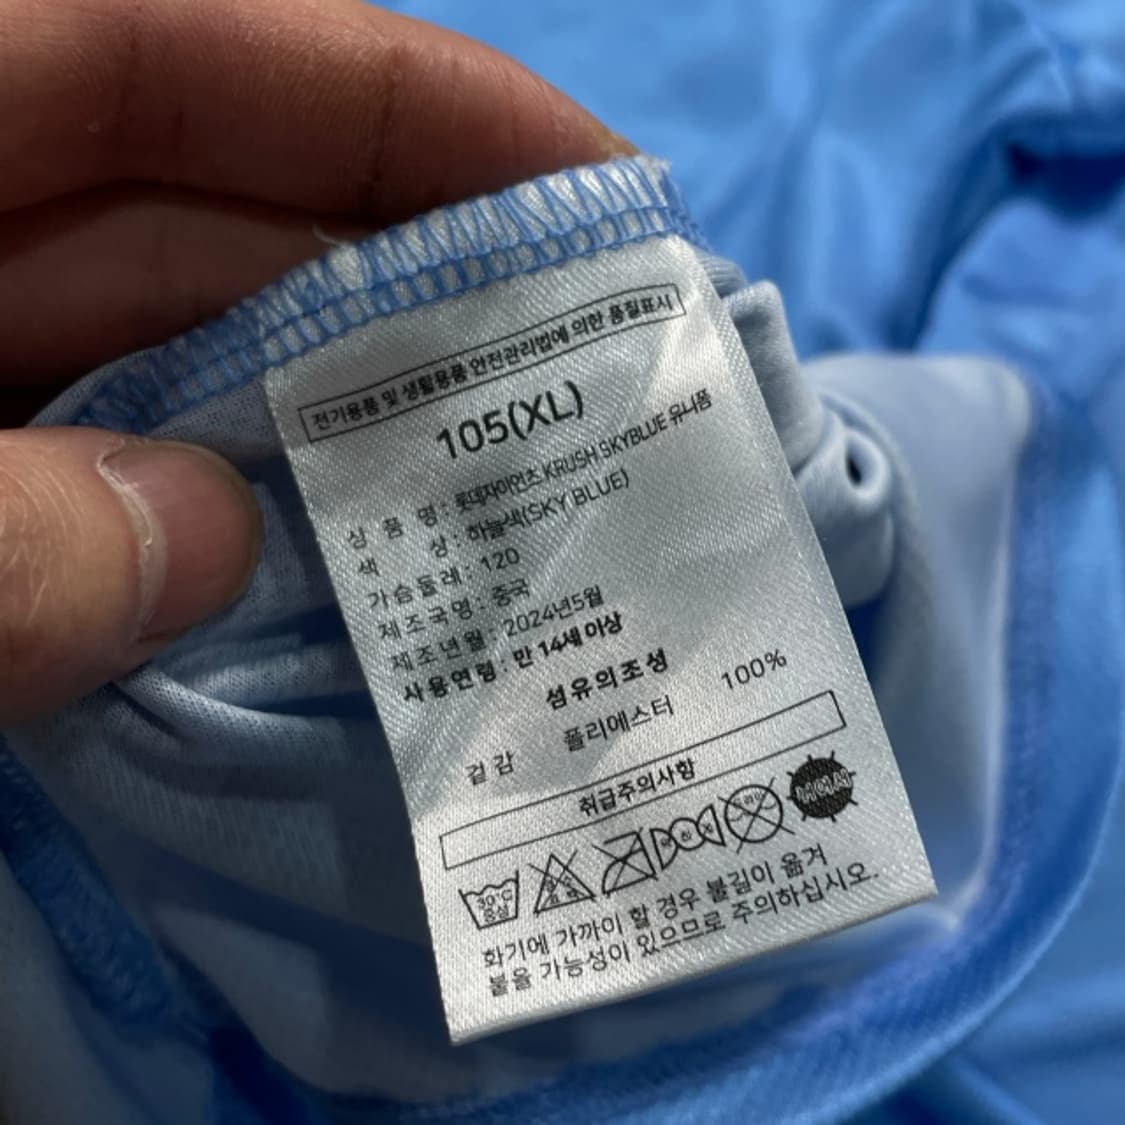 전기용품 및 생활용품 안전관리법에 의한 품질표시
105(XL)
상 품 명 : 롯데자이언츠 KRUSH SKYBLUE 유니폼
색 상 : 하늘색(SKY BLUE)
가슴둘레 : 120
제조국명 : 중국
제조년월 : 2024년5월
사용연령 : 만 14세 이상
섬유의조성
겉감 폴리에스터 100%
취급주의사항
30°C
중성
뉘어서
화기에 가까이 할 경우 불길이 옮겨
붙을 가능성이 있으므로 주의하십시오.